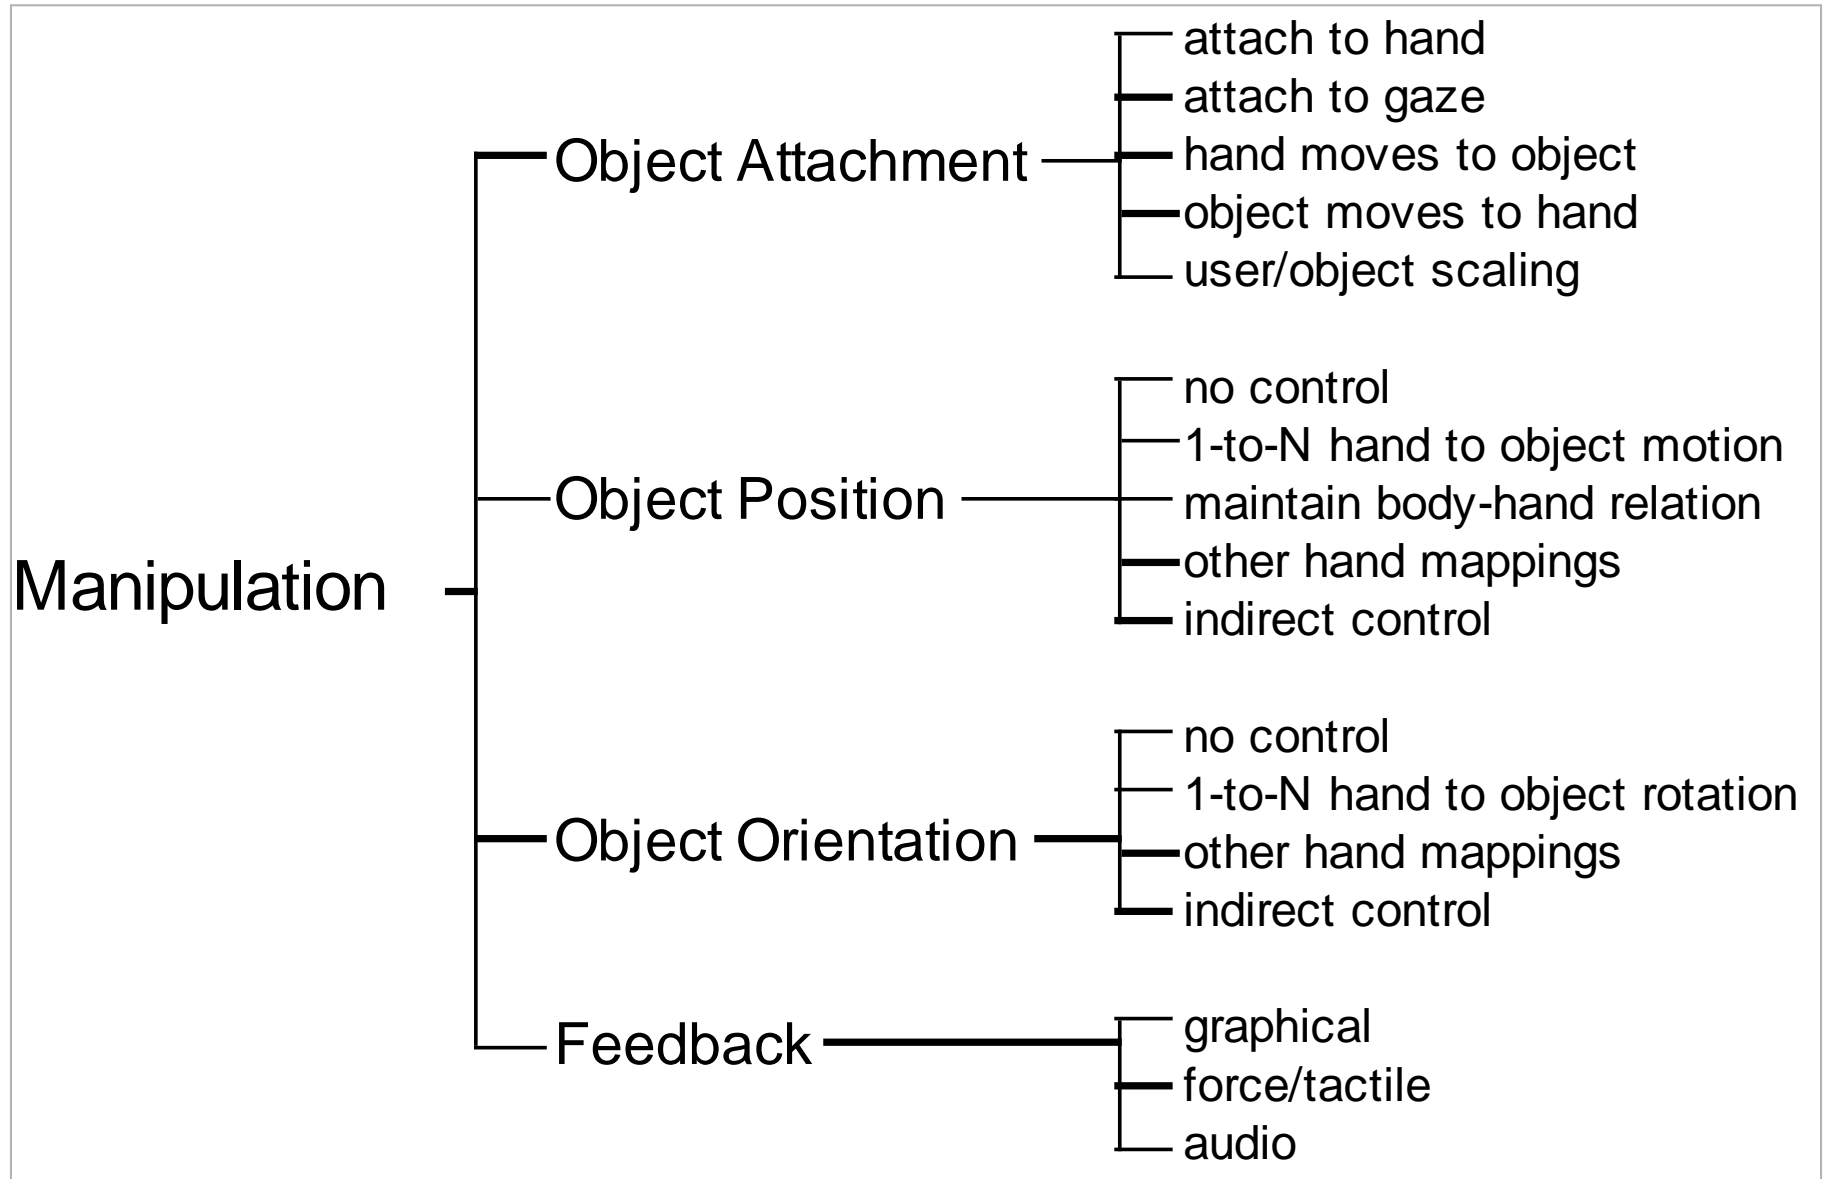 Manipulation
Object Attachment
attach to hand
attach to gaze
hand moves to object
object moves to hand
user/object scaling
Object Position
no control
1-to-N hand to object motion
maintain body-hand relation
other hand mappings
indirect control
Object Orientation
no control
1-to-N hand to object rotation
other hand mappings
indirect control
Feedback
graphical
force/tactile
audio